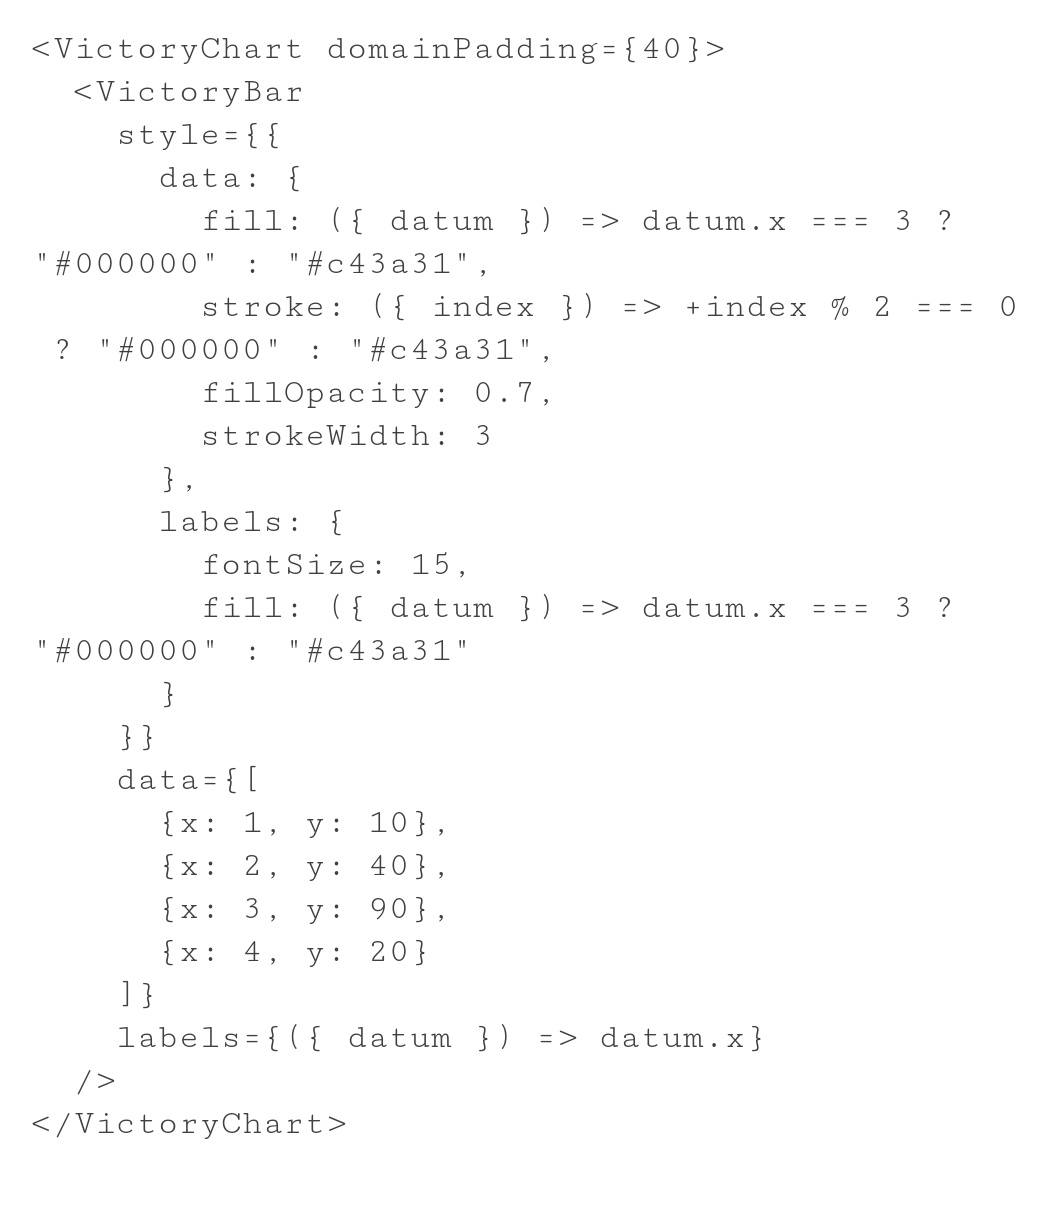 <VictoryChart domainPadding={40}>
  <VictoryBar
    style={{
      data: {
        fill: ({ datum }) => datum.x === 3 ?
"#000000" : "#c43a31",
        stroke: ({ index }) => +index % 2 === 0
 ? "#000000" : "#c43a31",
        fillOpacity: 0.7,
        strokeWidth: 3
      },
      labels: {
        fontSize: 15,
        fill: ({ datum }) => datum.x === 3 ?
"#000000" : "#c43a31"
      }
    }}
    data={[
      {x: 1, y: 10},
      {x: 2, y: 40},
      {x: 3, y: 90},
      {x: 4, y: 20}
    ]}
    labels={({ datum }) => datum.x}
  />
</VictoryChart>